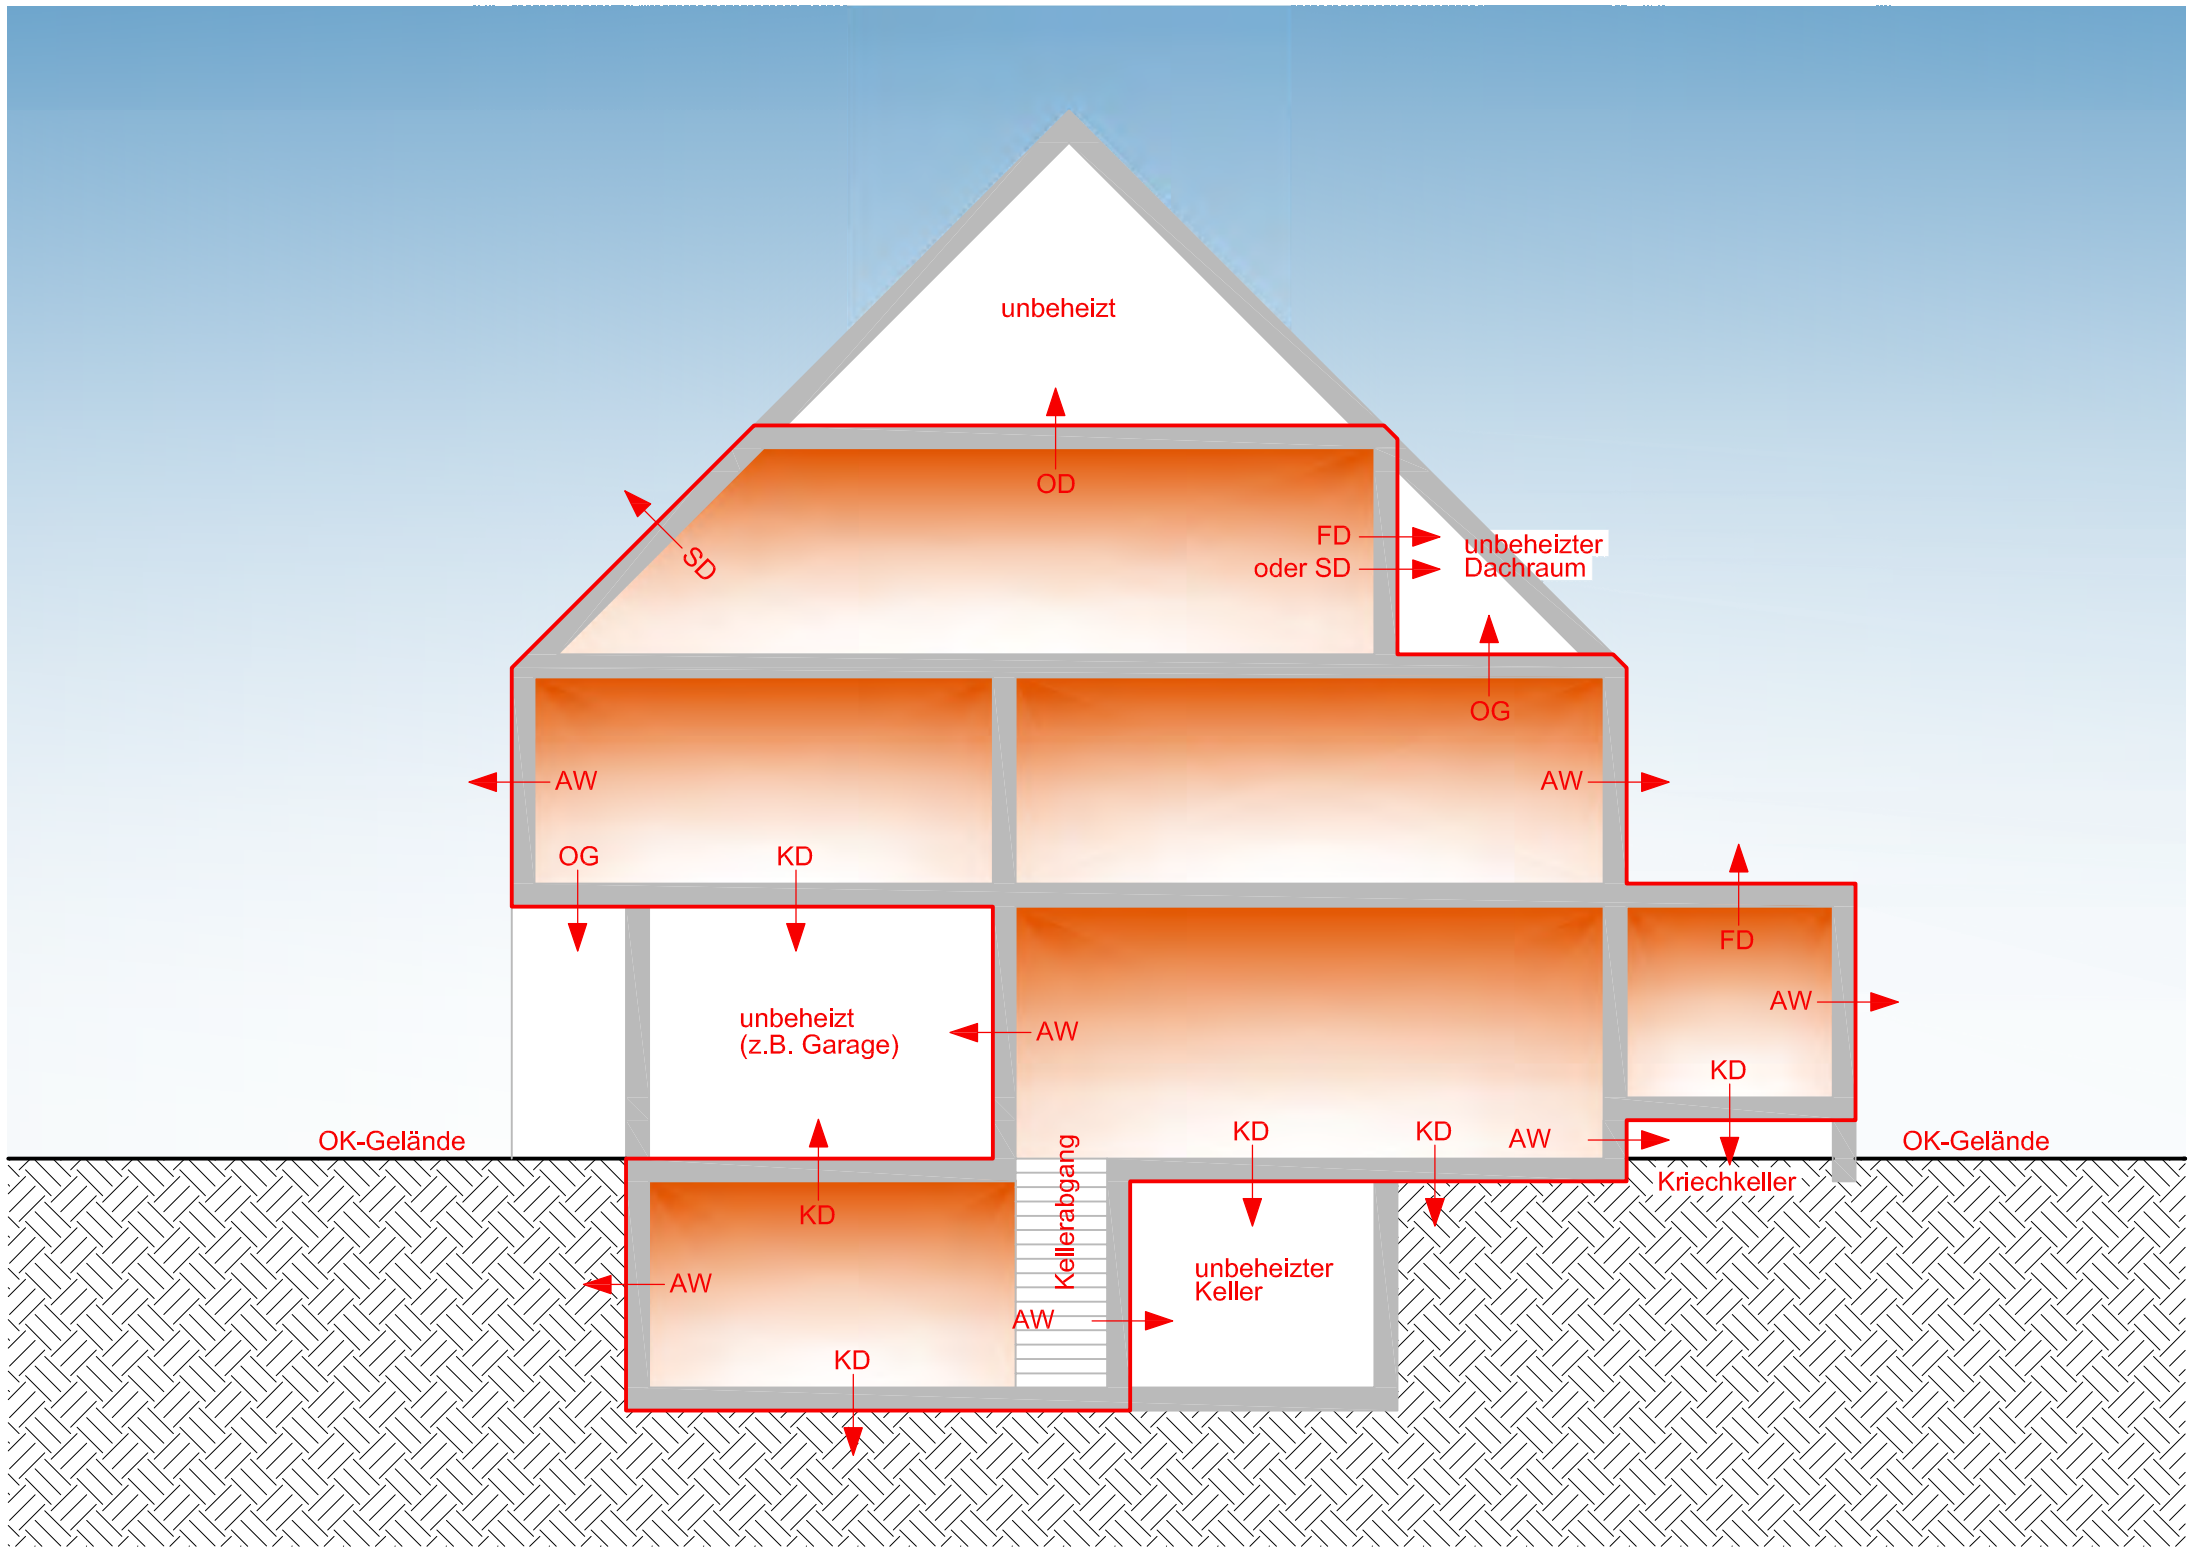 unbeheizt
OD
SD
FD
oder SD
unbeheizter
Dachraum
OG
AW
AW
OG
KD
FD
unbeheizt
(z.B. Garage)
AW
AW
KD
OK-Gelände
KD
KD
AW
OK-Gelände
Kellerabgang
Kriechkeller
KD
unbeheizter
Keller
AW
AW
KD